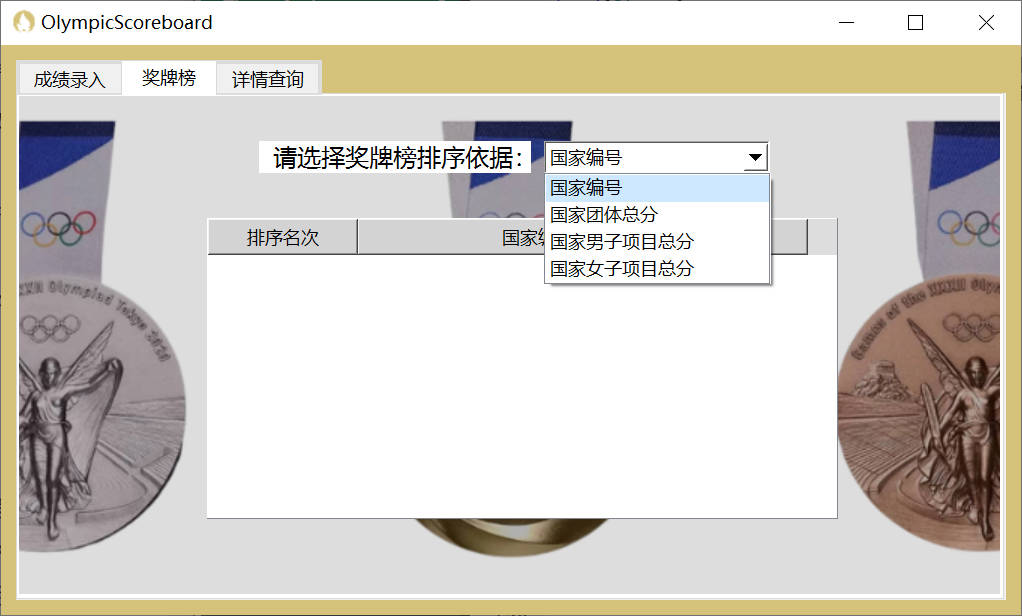 OlympicScoreboard
成绩录入 奖牌榜 详情查询
请选择奖牌榜排序依据: 国家编号
国家编号
国家团体总分
国家男子项目总分
国家女子项目总分
排序名次 国家
XXXII Olympiad Tokyo 2020
Games of the XXXII